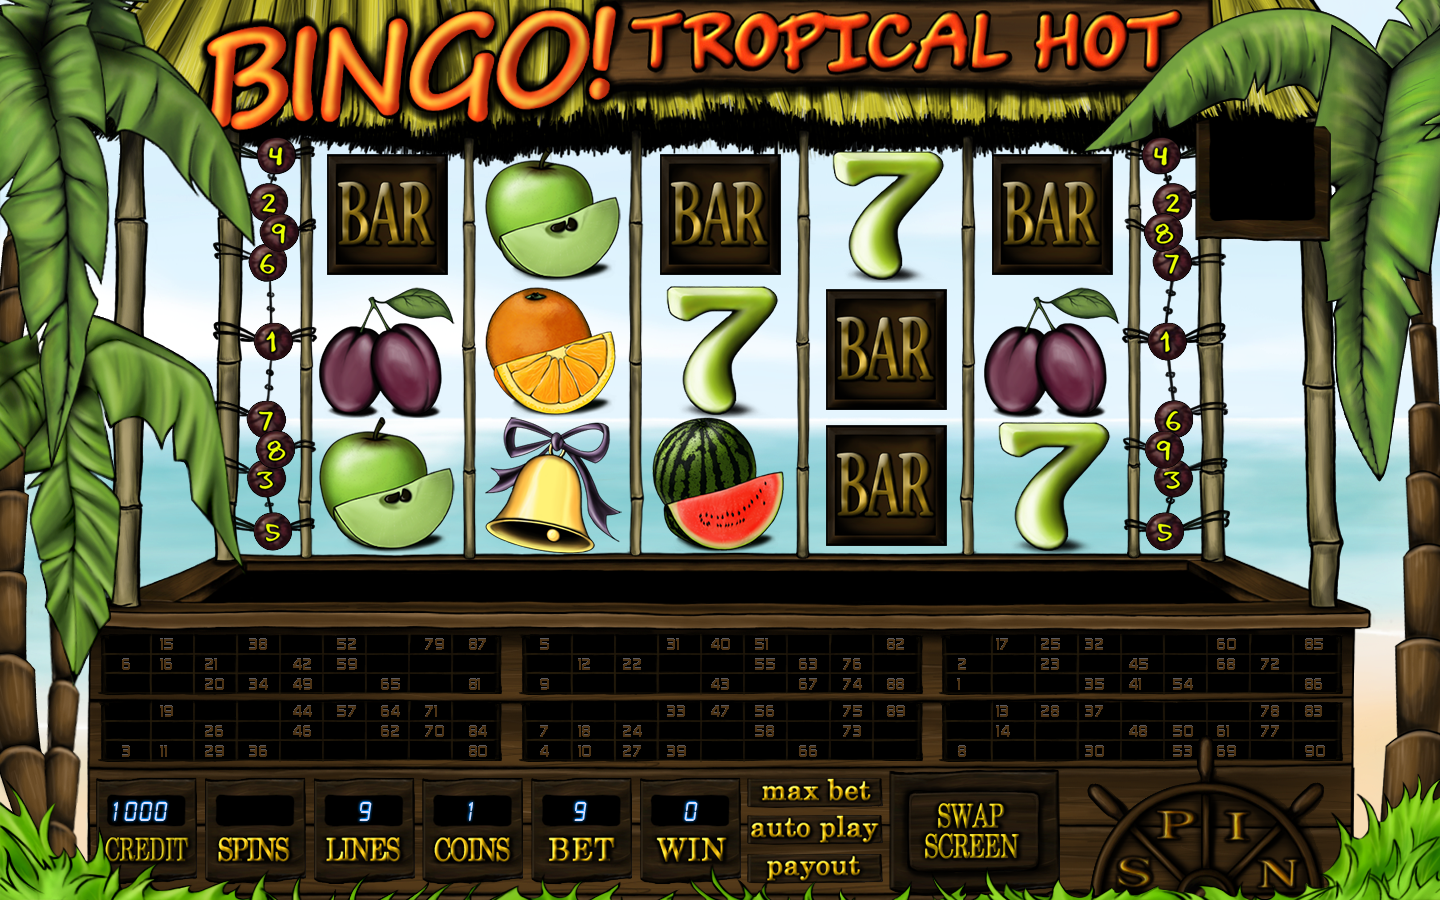 BINGO! TROPICAL HOT
4 4
2 2
9 8
6 7
1 1
7 6
8 9
3 3
5 5
BAR BAR 7 BAR
7 BAR
BAR 7
15 38 52 79 87
6 16 21 42 59
20 34 49 65 81
5 31 40 51 82
12 22 55 63 76
9 43 67 74 88
17 25 32 60 85
2 23 45 68 72
1 35 41 54 86
19 44 57 64 71
26 46 62 70 84
3 11 29 36 80
33 47 56 75 89
7 18 24 58 73
4 10 27 39 66
13 28 37 78 83
14 48 50 61 77
8 30 53 69 90
1000
CREDIT
SPINS
9
LINES
1
COINS
9
BET
0
WIN
max bet
auto play
payout
SWAP
SCREEN
SPIN